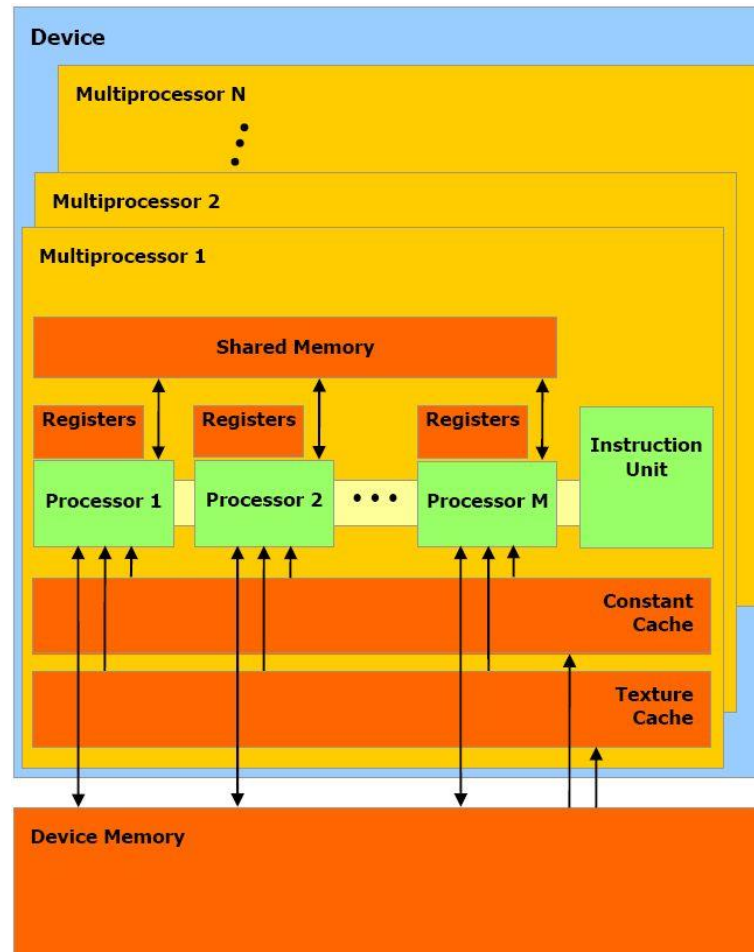 Device
Multiprocessor N
Multiprocessor 2
Multiprocessor 1
Shared Memory
Registers
Registers
Registers
Instruction
Unit
Processor 1
Processor 2
Processor M
Constant
Cache
Texture
Cache
Device Memory